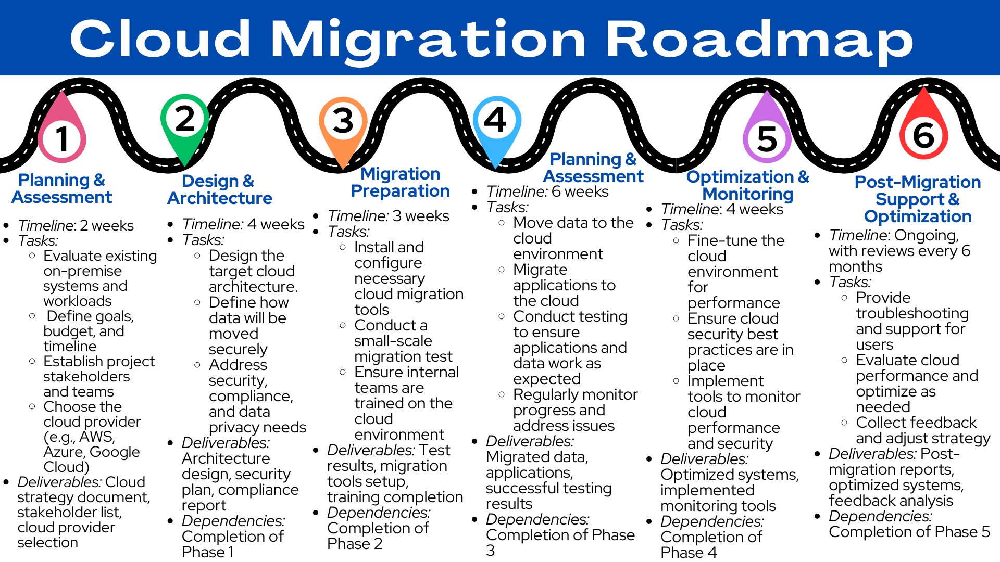 Cloud Migration Roadmap
1
Planning &
Assessment
• Timeline: 2 weeks
• Tasks:
○ Evaluate existing
on-premise
systems and
workloads
○ Define goals,
budget, and
timeline
○ Establish project
stakeholders
and teams
○ Choose the
cloud provider
(e.g., AWS,
Azure, Google
Cloud)
• Deliverables: Cloud
strategy document,
stakeholder list,
cloud provider
selection
2
Design &
Architecture
• Timeline: 4 weeks
• Tasks:
○ Design the
target cloud
architecture.
○ Define how
data will be
moved
securely
○ Address
security,
compliance,
and data
privacy needs
• Deliverables:
Architecture
design, security
plan, compliance
report
• Dependencies:
Completion of
Phase 1
3
Migration
Preparation
• Timeline: 3 weeks
• Tasks:
○ Install and
configure
necessary
cloud migration
tools
○ Conduct a
small-scale
migration test
○ Ensure internal
teams are
trained on the
cloud
environment
• Deliverables: Test
results, migration
tools setup,
training completion
• Dependencies:
Completion of
Phase 2
4
Planning &
Assessment
• Timeline: 6 weeks
• Tasks:
○ Move data to the
cloud
environment
○ Migrate
applications to
the cloud
○ Conduct testing
to ensure
applications and
data work as
expected
○ Regularly monitor
progress and
address issues
• Deliverables:
Migrated data,
applications,
successful testing
results
• Dependencies:
Completion of Phase
3
5
Optimization &
Monitoring
• Timeline: 4 weeks
• Tasks:
○ Fine-tune the
cloud
environment
for
performance
○ Ensure cloud
security best
practices are in
place
○ Implement
tools to monitor
cloud
performance
and security
• Deliverables:
Optimized systems,
implemented
monitoring tools
• Dependencies:
Completion of
Phase 4
6
Post-Migration
Support &
Optimization
• Timeline: Ongoing,
with reviews every 6
months
• Tasks:
○ Provide
troubleshooting
and support for
users
○ Evaluate cloud
performance and
optimize as
needed
○ Collect feedback
and adjust strategy
• Deliverables: Post-
migration reports,
optimized systems,
feedback analysis
• Dependencies:
Completion of Phase 5